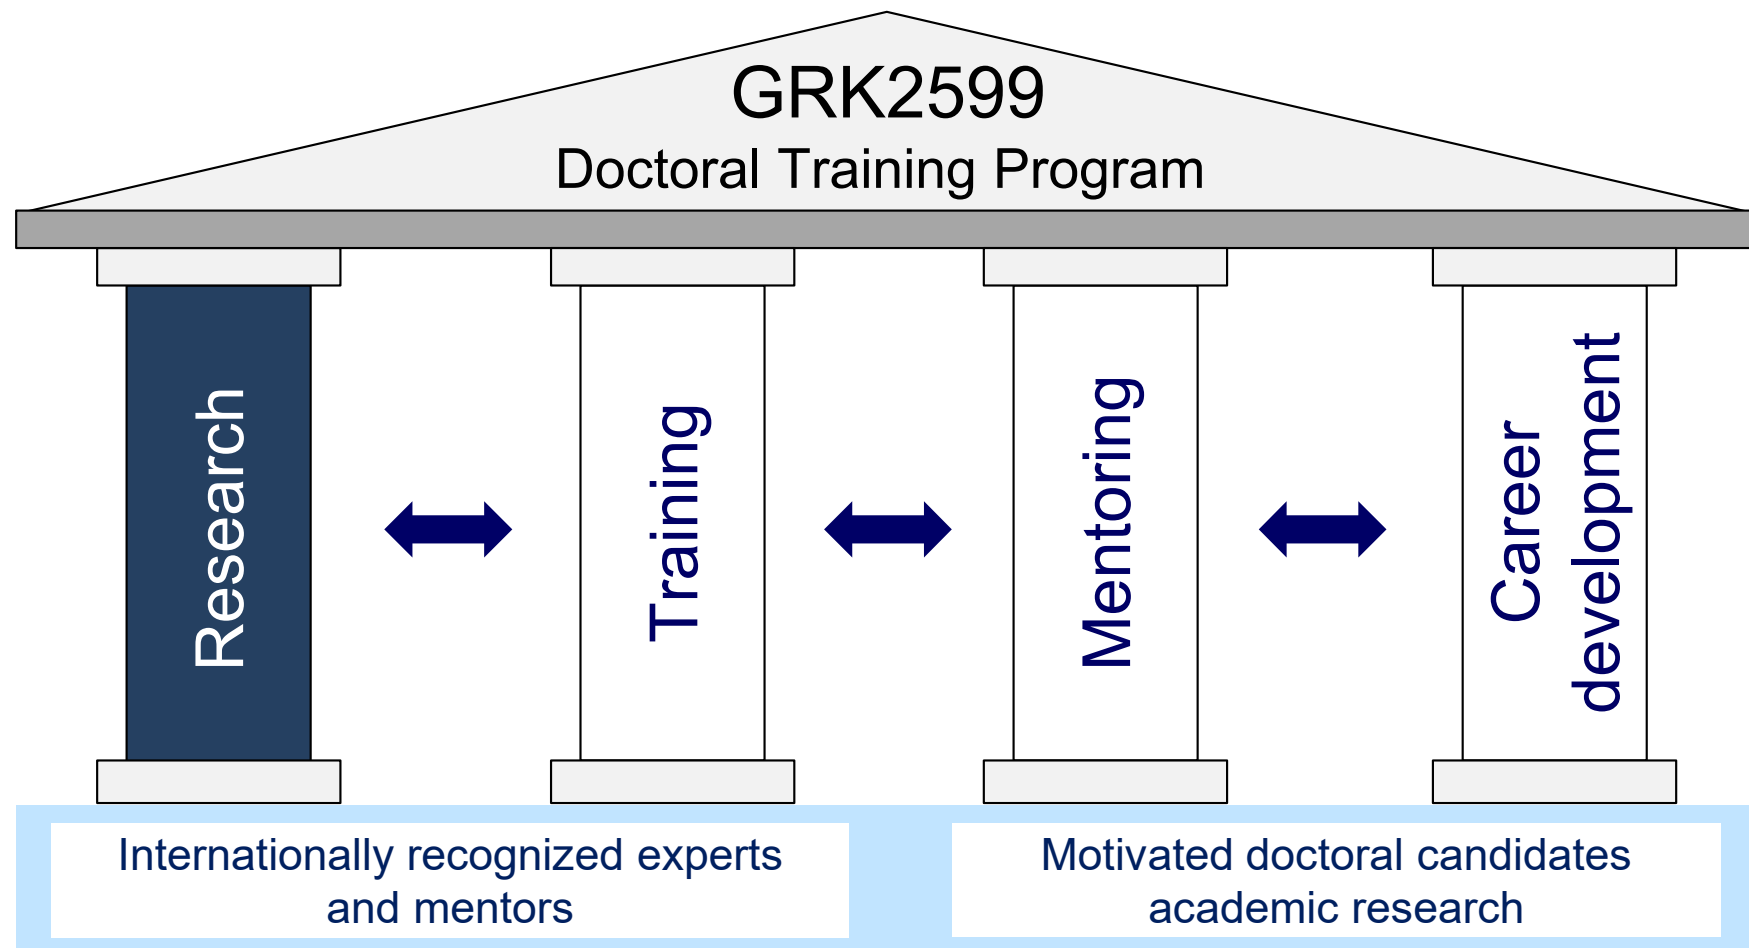 GRK2599
Doctoral Training Program
Research
Training
Mentoring
Career
development
Internationally recognized experts
and mentors
Motivated doctoral candidates
academic research